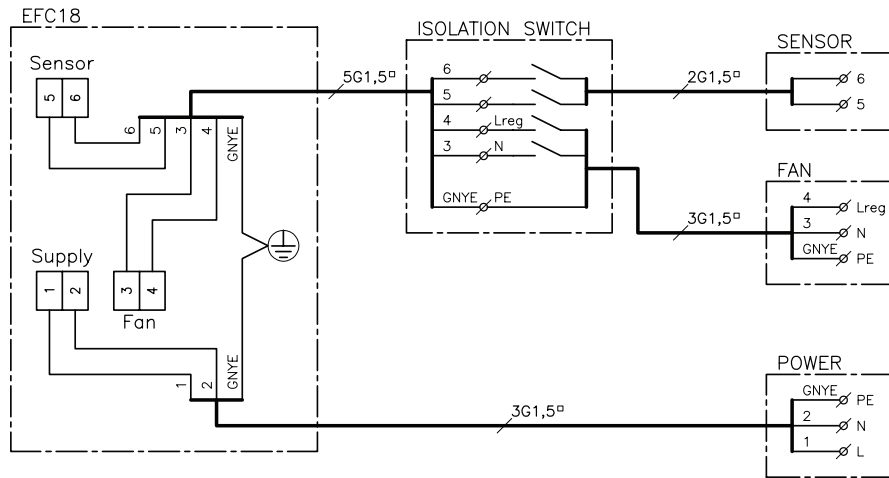 EFC18
Sensor
5 6
6 5 3 4 GNYE
Supply
1 2
3 4
Fan
1 2 GNYE
5G1,5□
ISOLATION SWITCH
6
5
4 Lreg
3 N
GNYE PE
2G1,5□
SENSOR
6
5
3G1,5□
FAN
4 Lreg
3 N
GNYE PE
3G1,5□
POWER
GNYE PE
2 N
1 L